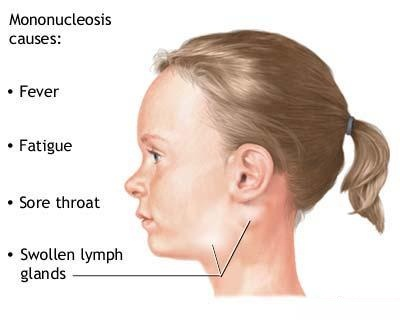 Mononucleosis
causes:
• Fever
• Fatigue
• Sore throat
• Swollen lymph
glands